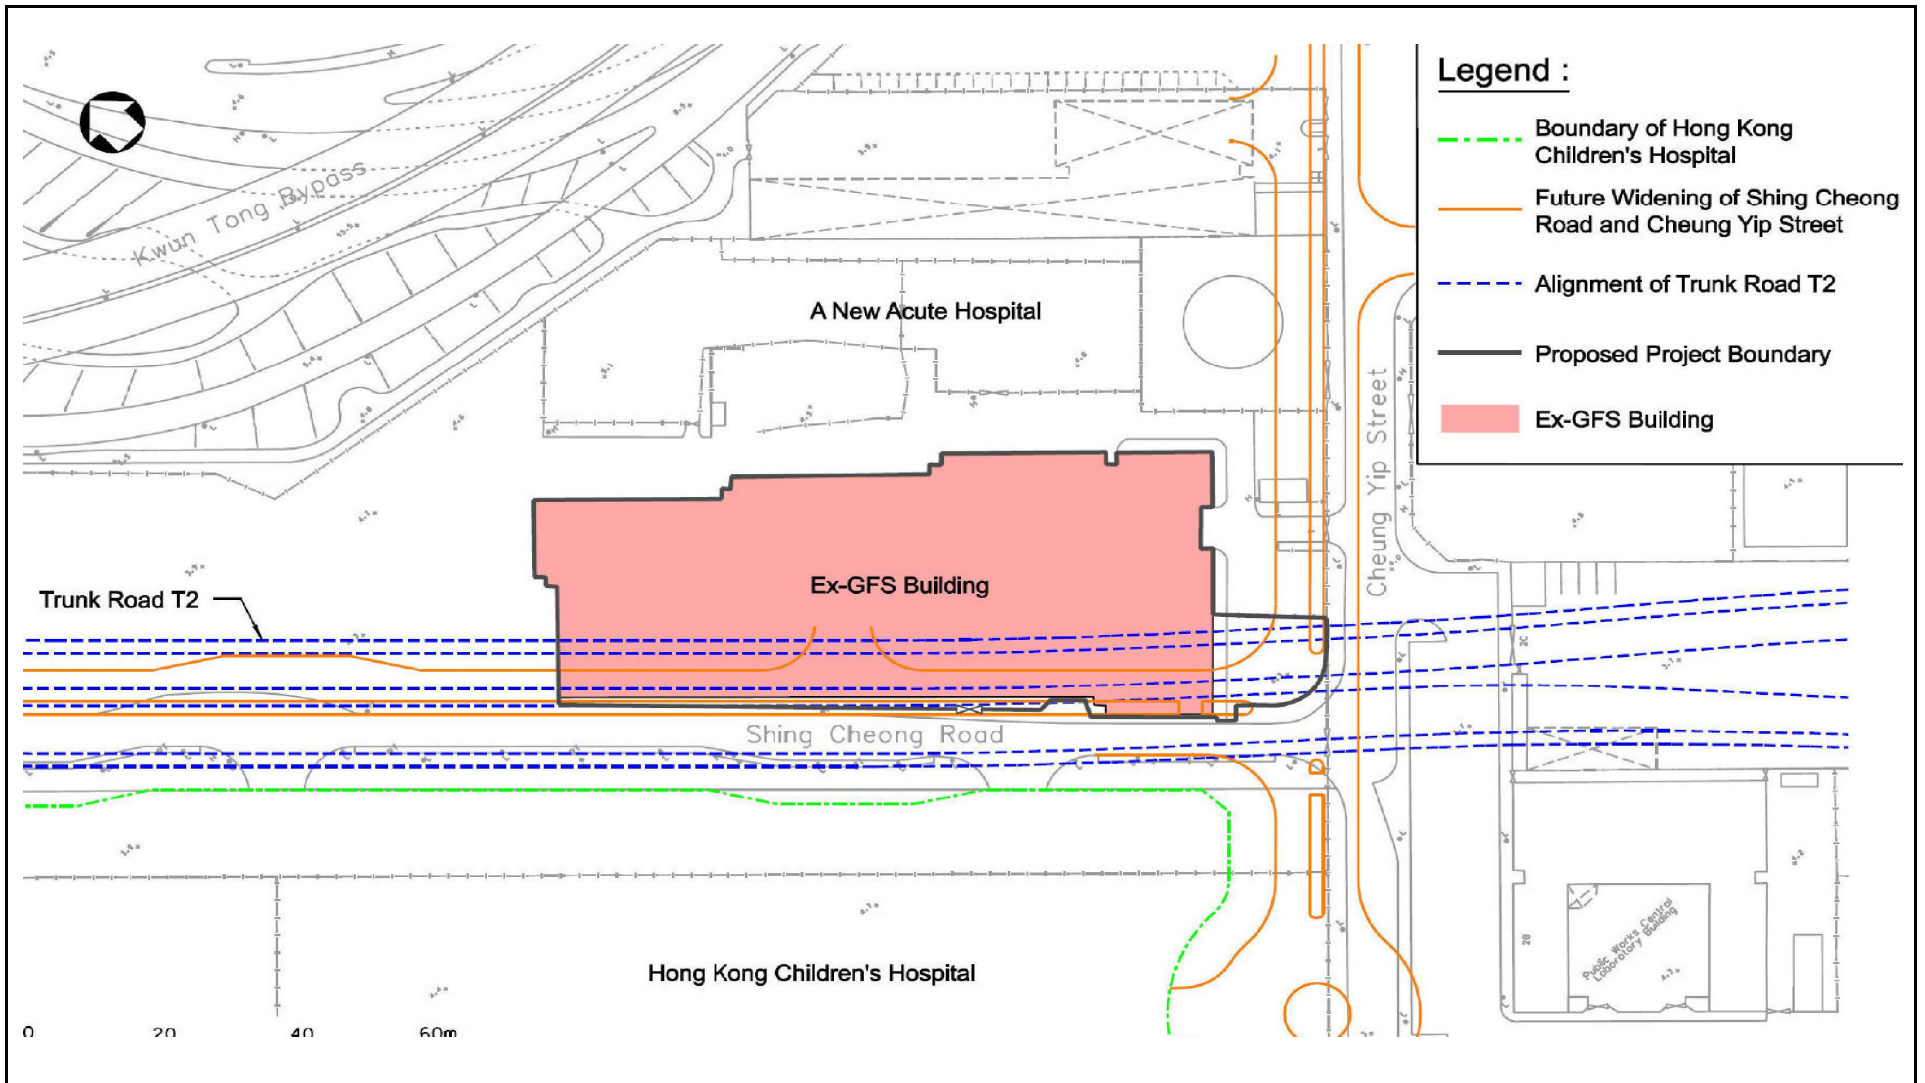 Legend :
Boundary of Hong Kong
Children's Hospital
Future Widening of Shing Cheong
Road and Cheung Yip Street
Alignment of Trunk Road T2
Proposed Project Boundary
Ex-GFS Building
Kwun Tong Bypass
A New Acute Hospital
Cheung Yip Street
Ex-GFS Building
Trunk Road T2
Shing Cheong Road
Hong Kong Children's Hospital
Public Works Central
Laboratory Building
2C
2B
0 20 40 60m